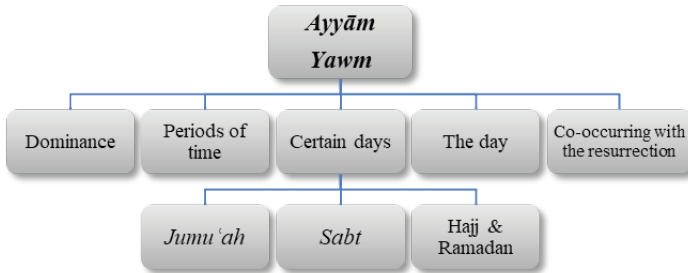 Ayyām
Yawm
Dominance
Periods of
time
Certain days
The day
Co-occurring with
the resurrection
Jumuʿah
Sabt
Hajj &
Ramadan